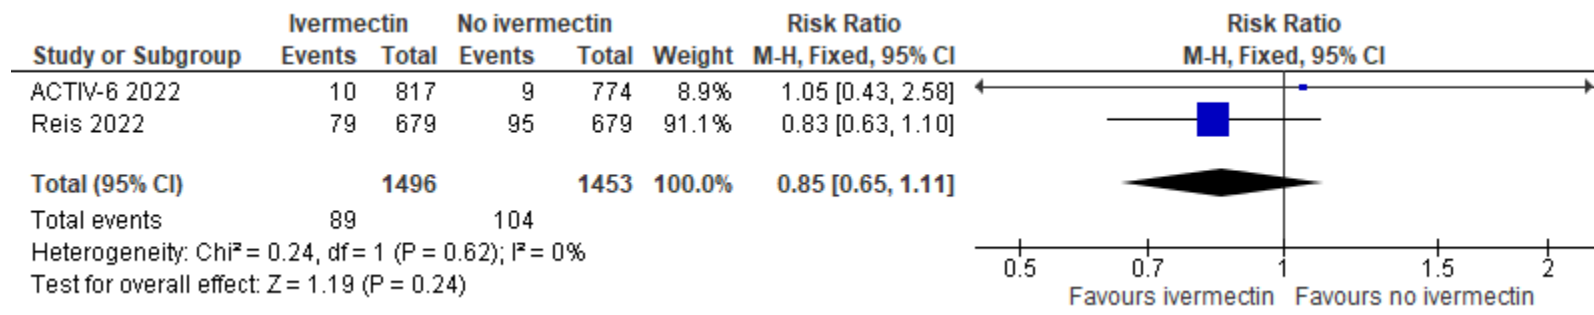 Ivermectin No ivermectin Risk Ratio Risk Ratio
Study or Subgroup Events Total Events Total Weight M-H, Fixed, 95% CI M-H, Fixed, 95% CI
ACTIV-6 2022 10 817 9 774 8.9% 1.05 [0.43, 2.58]
Reis 2022 79 679 95 679 91.1% 0.83 [0.63, 1.10]
Total (95% CI) 1496 1453 100.0% 0.85 [0.65, 1.11]
Total events 89 104
Heterogeneity: Chi² = 0.24, df = 1 (P = 0.62); I² = 0%
Test for overall effect: Z = 1.19 (P = 0.24)
0.5 0.7 1 1.5 2
Favours ivermectin Favours no ivermectin